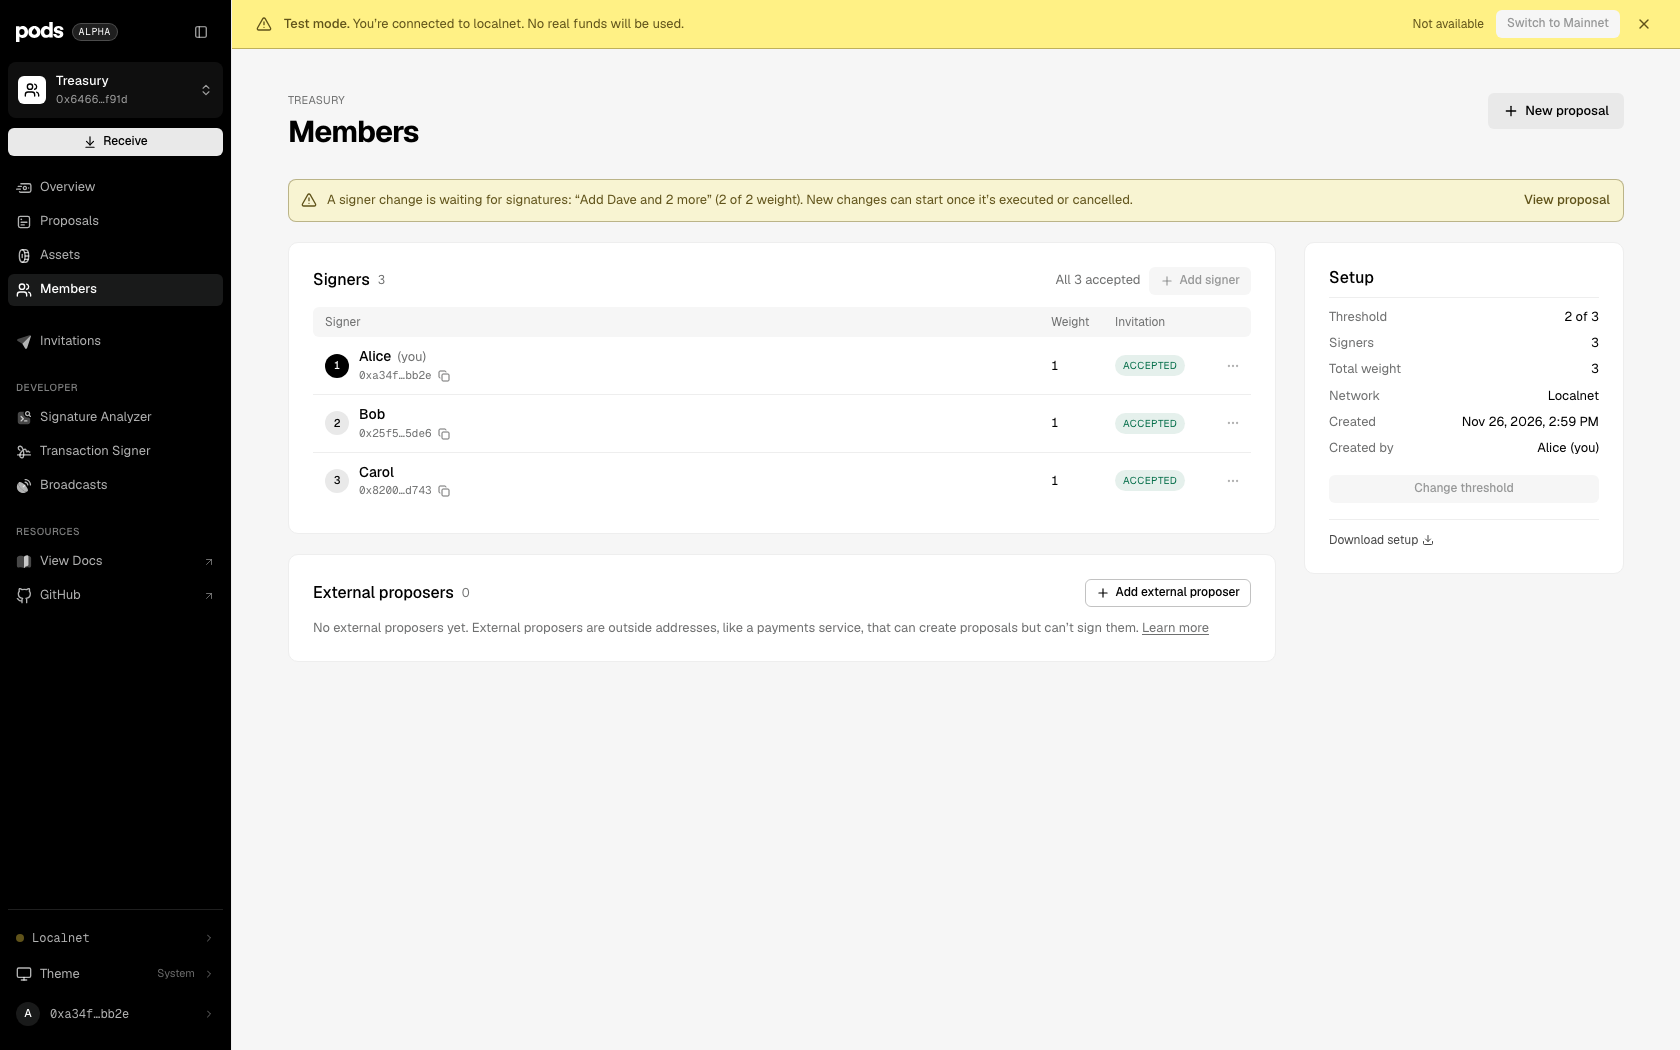 pods ALPHA
Treasury
0x6466…f91d
Receive
Overview
Proposals
Assets
Members
Invitations
DEVELOPER
Signature Analyzer
Transaction Signer
Broadcasts
RESOURCES
View Docs
GitHub
Localnet
Theme System
A 0xa34f…bb2e
Test mode. You're connected to localnet. No real funds will be used.
Not available Switch to Mainnet
TREASURY
Members
New proposal
A signer change is waiting for signatures: “Add Dave and 2 more” (2 of 2 weight). New changes can start once it's executed or cancelled. View proposal
Signers 3
All 3 accepted Add signer
Signer Weight Invitation
1 Alice (you) 1 ACCEPTED
0xa34f…bb2e
2 Bob 1 ACCEPTED
0x25f5…5de6
3 Carol 1 ACCEPTED
0x8200…d743
External proposers 0
Add external proposer
No external proposers yet. External proposers are outside addresses, like a payments service, that can create proposals but can't sign them. Learn more
Setup
Threshold 2 of 3
Signers 3
Total weight 3
Network Localnet
Created Nov 26, 2026, 2:59 PM
Created by Alice (you)
Change threshold
Download setup